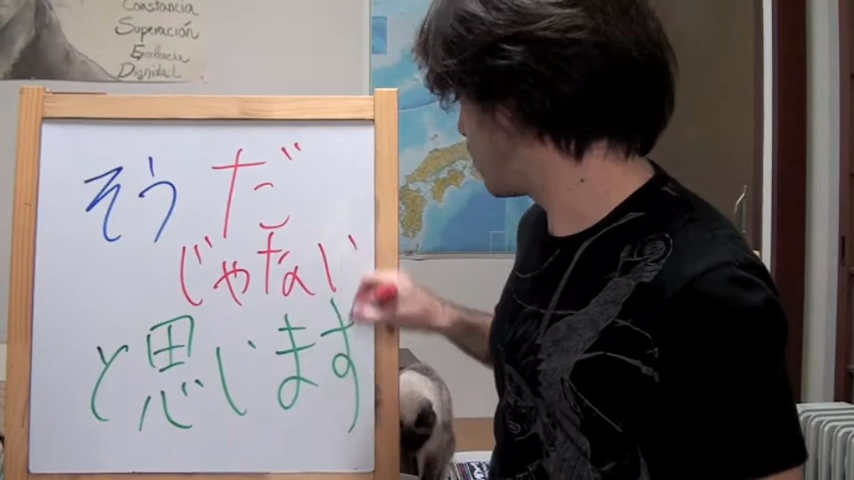 Constancia
Superación
Excelencia
Dignidad
そうだ
じゃない
と思います